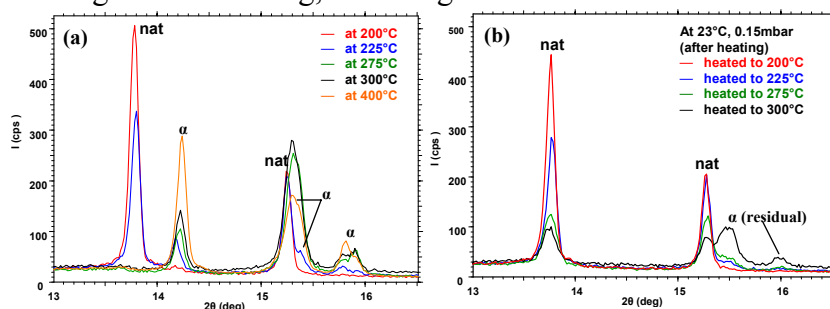 (a)
nat
at 200°C
at 225°C
at 275°C
at 300°C
at 400°C
α
nat
α
α
500
400
300
200
100
0
I (cps)
13 14 15 16
2θ (deg)
(b)
nat
At 23°C, 0.15mbar
(after heating)
heated to 200°C
heated to 225°C
heated to 275°C
heated to 300°C
nat
α (residual)
500
400
300
200
100
0
I (cps)
13 14 15 16
2θ (deg)